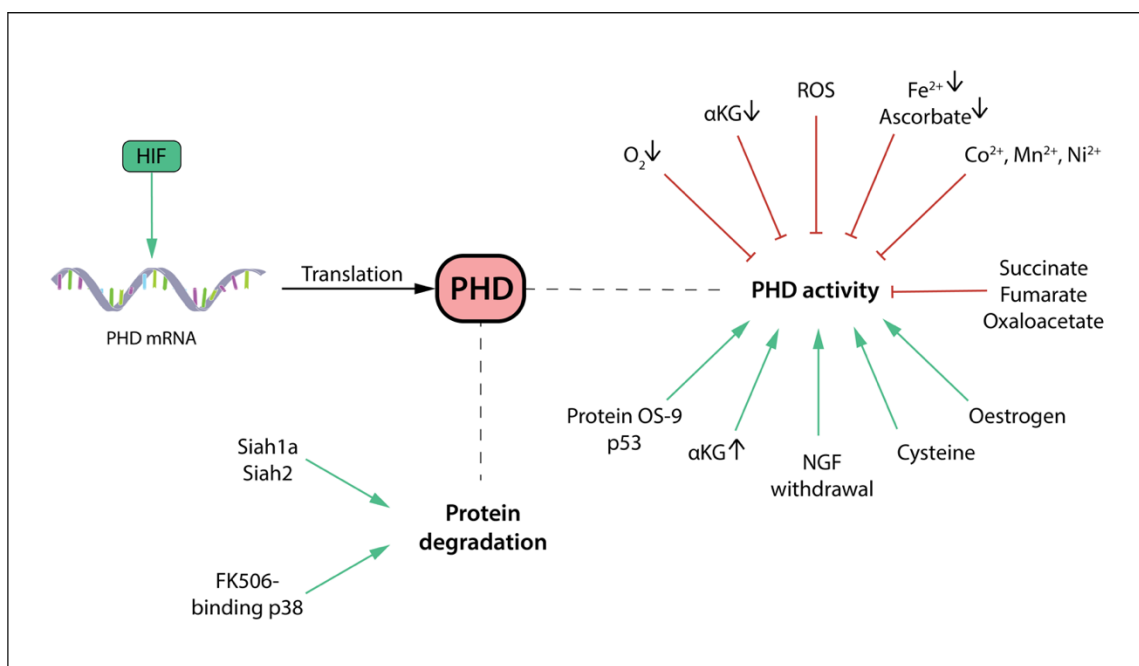 HIF
PHD mRNA
Translation
PHD
O₂↓
αKG↓
ROS
Fe²⁺↓
Ascorbate↓
Co²⁺, Mn²⁺, Ni²⁺
PHD activity
Succinate
Fumarate
Oxaloacetate
Protein OS-9
p53
αKG↑
NGF
withdrawal
Cysteine
Oestrogen
Siah1a
Siah2
Protein
degradation
FK506-
binding p38